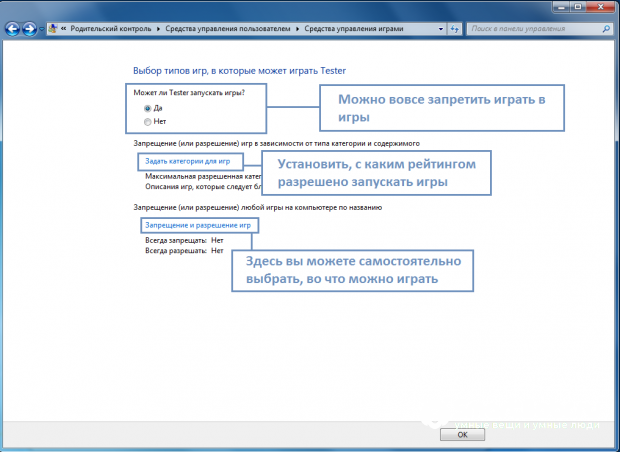 « Родительский контроль ▸ Средства управления пользователем ▸ Средства управления играми
Поиск в панели управления
Выбор типов игр, в которые может играть Tester
Может ли Tester запускать игры?
Да
Нет
Можно вовсе запретить играть в
игры
Запрещение (или разрешение) игр в зависимости от типа категории и содержимого
Задать категории для игр
Максимальная разрешенная кате
Описания игр, которые следует бл
Установить, с каким рейтингом
разрешено запускать игры
Запрещение (или разрешение) любой игры на компьютере по названию
Запрещение и разрешение игр
Всегда запрещать: Нет
Всегда разрешать: Нет
Здесь вы можете самостоятельно
выбрать, во что можно играть
умные вещи и умные люди
OK